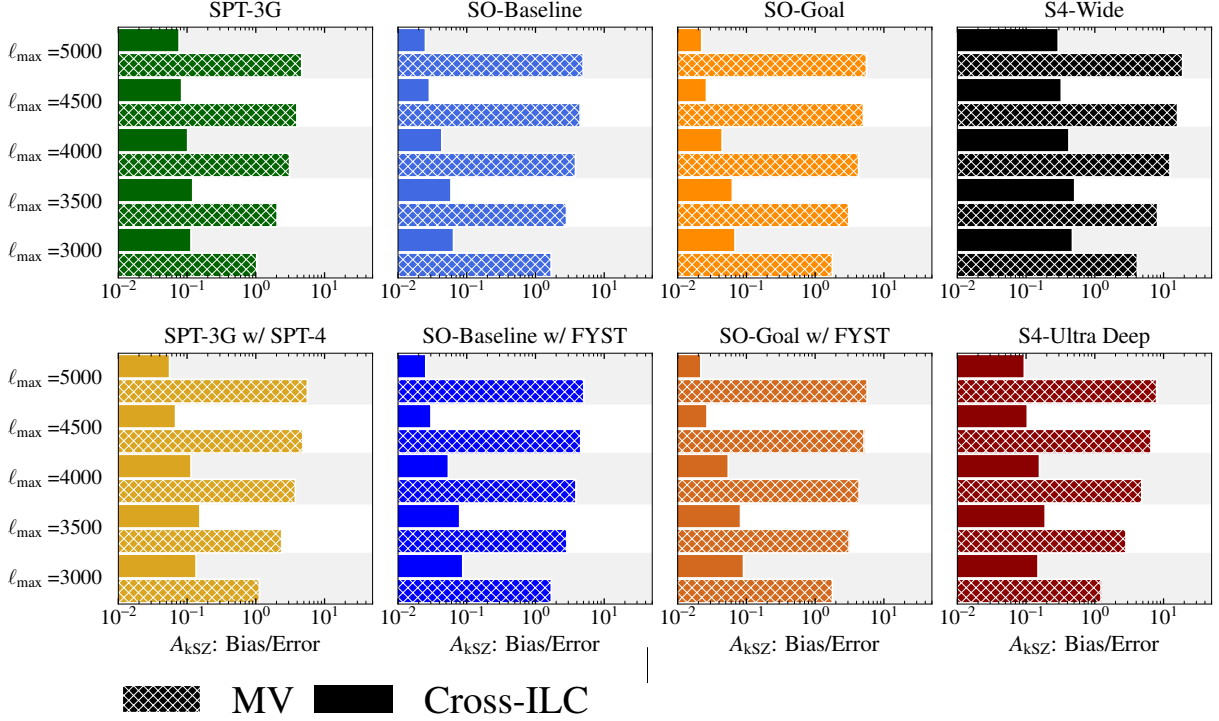 SPT-3G SO-Baseline SO-Goal S4-Wide
ℓmax =5000
ℓmax =4500
ℓmax =4000
ℓmax =3500
ℓmax =3000
10⁻² 10⁻¹ 10⁰ 10¹ 10⁻² 10⁻¹ 10⁰ 10¹ 10⁻² 10⁻¹ 10⁰ 10¹ 10⁻² 10⁻¹ 10⁰ 10¹
SPT-3G w/ SPT-4 SO-Baseline w/ FYST SO-Goal w/ FYST S4-Ultra Deep
ℓmax =5000
ℓmax =4500
ℓmax =4000
ℓmax =3500
ℓmax =3000
10⁻² 10⁻¹ 10⁰ 10¹ 10⁻² 10⁻¹ 10⁰ 10¹ 10⁻² 10⁻¹ 10⁰ 10¹ 10⁻² 10⁻¹ 10⁰ 10¹
AkSZ: Bias/Error AkSZ: Bias/Error AkSZ: Bias/Error AkSZ: Bias/Error
MV Cross-ILC